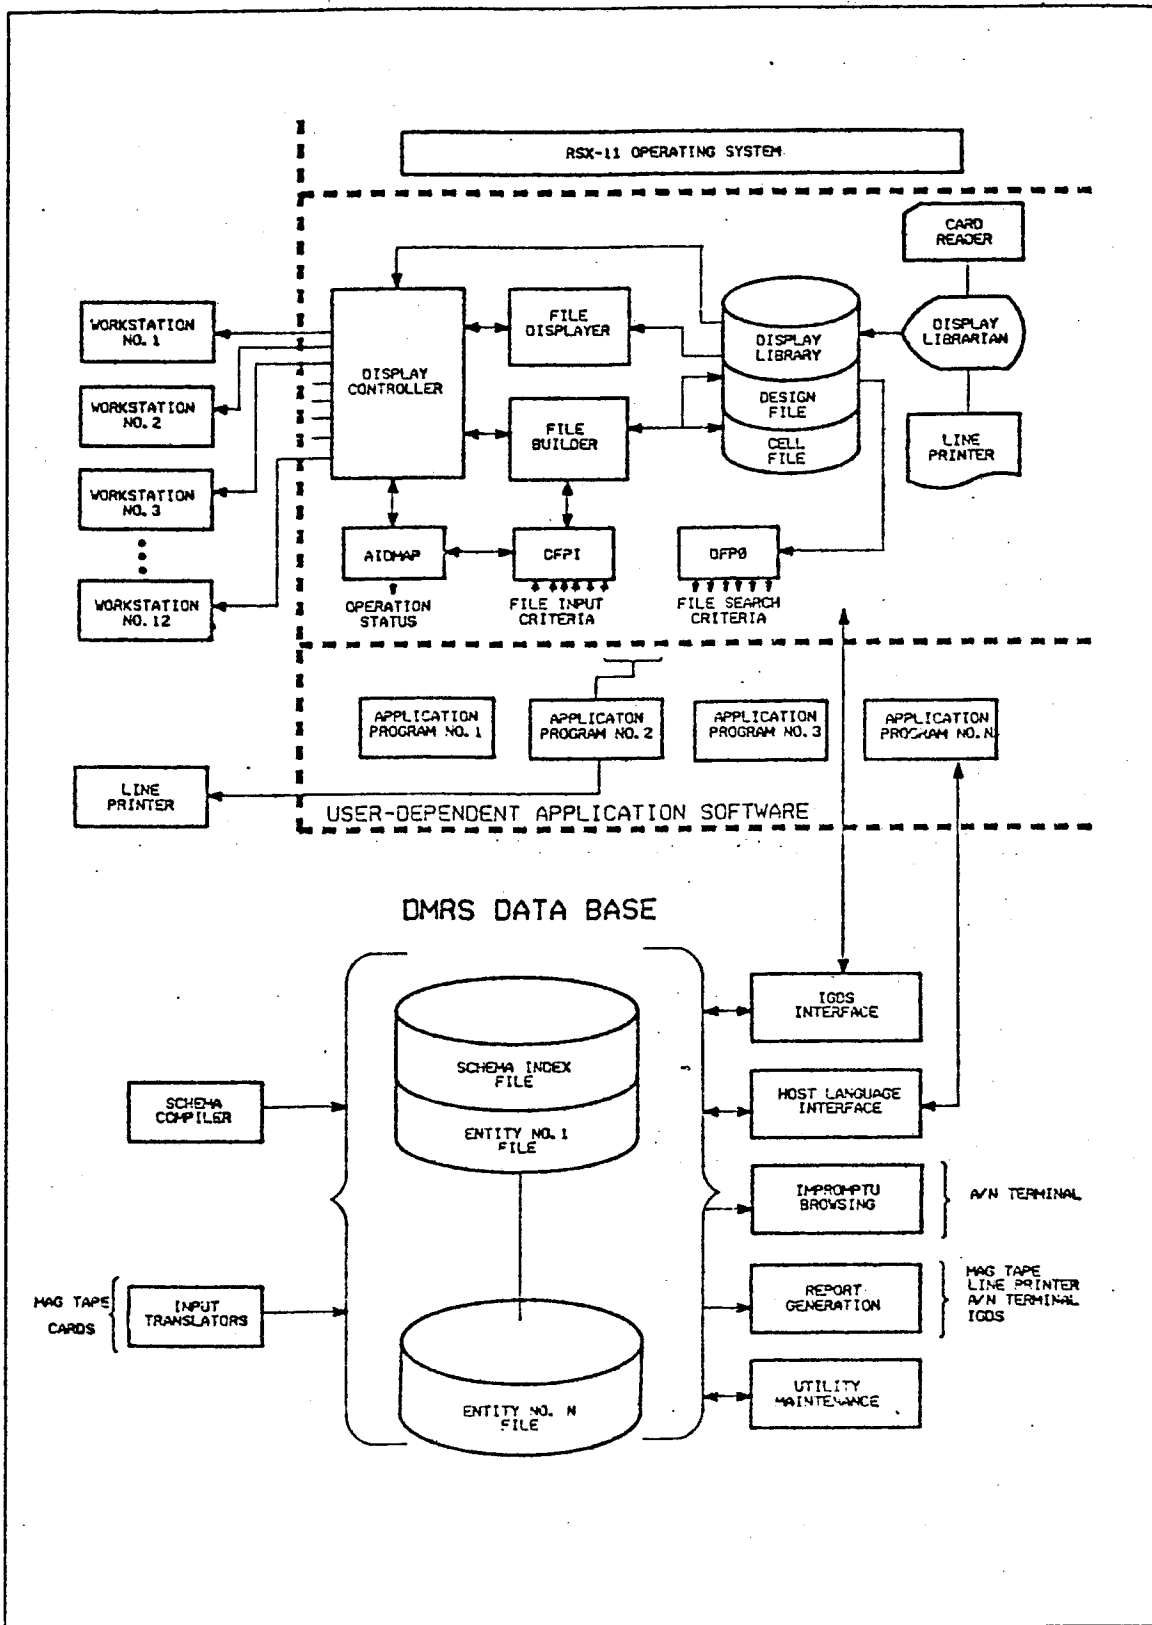 RSX-11 OPERATING SYSTEM
CARD
READER
WORKSTATION
NO. 1
FILE
DISPLAYER
DISPLAY
LIBRARY
DISPLAY
LIBRARIAN
DISPLAY
CONTROLLER
WORKSTATION
NO. 2
DESIGN
FILE
FILE
BUILDER
CELL
FILE
LINE
PRINTER
WORKSTATION
NO. 3
AIDMAP
DFPI
DFPØ
WORKSTATION
NO. 12
OPERATION
STATUS
FILE INPUT
CRITERIA
FILE SEARCH
CRITERIA
APPLICATION
PROGRAM NO. 1
APPLICATON
PROGRAM NO. 2
APPLICATION
PROGRAM NO. 3
APPLICATION
PROGRAM NO. N
LINE
PRINTER
USER-DEPENDENT APPLICATION SOFTWARE
DMRS DATA BASE
IGDS
INTERFACE
SCHEMA INDEX
FILE
SCHEMA
COMPILER
HOST LANGUAGE
INTERFACE
ENTITY NO. 1
FILE
IMPROMPTU
BROWSING
A/N TERMINAL
MAG TAPE
CARDS
INPUT
TRANSLATORS
REPORT
GENERATION
MAG TAPE
LINE PRINTER
A/N TERMINAL
IGDS
ENTITY NO. N
FILE
UTILITY
MAINTENANCE